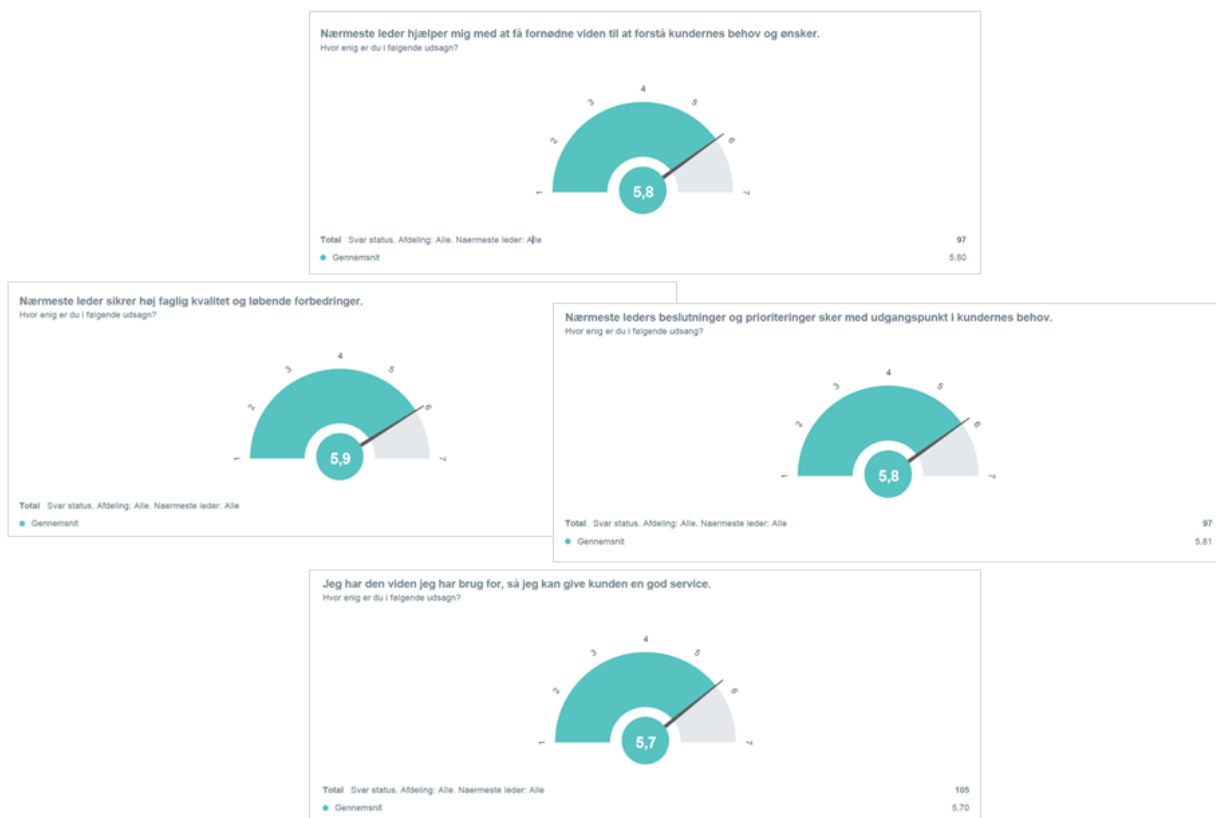 Nærmeste leder hjælper mig med at få fornødne viden til at forstå kundernes behov og ønsker.
Hvor enig er du i følgende udsagn?
1
2
3
4
5
6
7
5,8
Total Svar status. Afdeling: Alle. Naermeste leder: Alle 97
Gennemsnit 5,80
Nærmeste leder sikrer høj faglig kvalitet og løbende forbedringer.
Hvor enig er du i følgende udsagn?
1
2
3
4
5
6
7
5,9
Total Svar status. Afdeling: Alle. Naermeste leder: Alle
Gennemsnit
Nærmeste leders beslutninger og prioriteringer sker med udgangspunkt i kundernes behov.
Hvor enig er du i følgende udsang?
1
2
3
4
5
6
7
5,8
Total Svar status. Afdeling: Alle. Naermeste leder: Alle 97
Gennemsnit 5,81
Jeg har den viden jeg har brug for, så jeg kan give kunden en god service.
Hvor enig er du i følgende udsagn?
1
2
3
4
5
6
7
5,7
Total Svar status. Afdeling: Alle. Naermeste leder: Alle 105
Gennemsnit 5,70